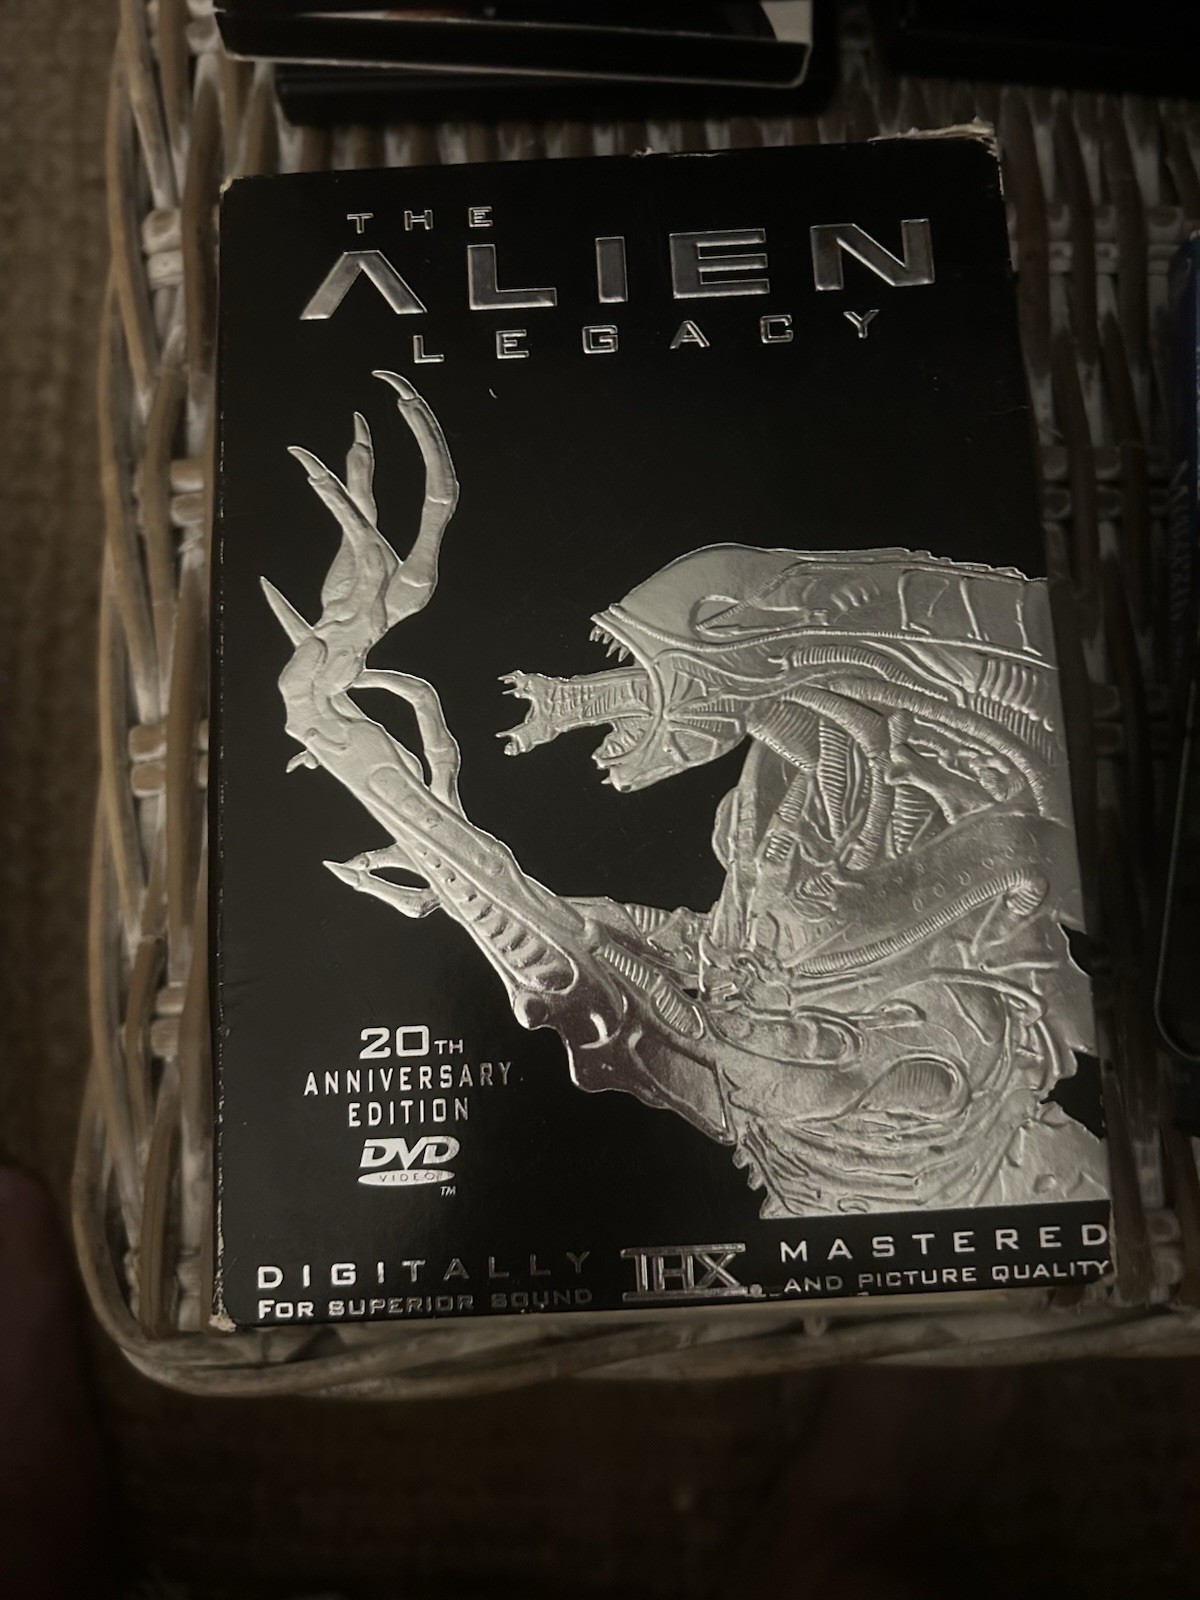 THE
ALIEN
LEGACY
20TH
ANNIVERSARY
EDITION
DVD
VIDEO
TM
DIGITALLY THX MASTERED
FOR SUPERIOR SOUND AND PICTURE QUALITY